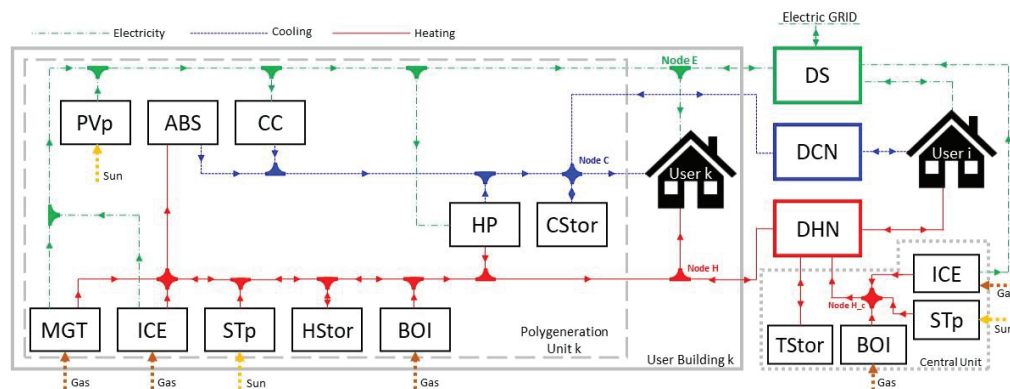 Electricity
Cooling
Heating
Electric GRID
Node E
DS
PVp
ABS
CC
Sun
Node C
User k
DCN
User i
HP
CStor
DHN
Node H
MGT
ICE
STp
HStor
BOI
Polygeneration
Unit k
User Building k
Gas
Gas
Sun
Gas
ICE
Gas
Node H_c
STp
Sun
TStor
BOI
Central Unit
Gas